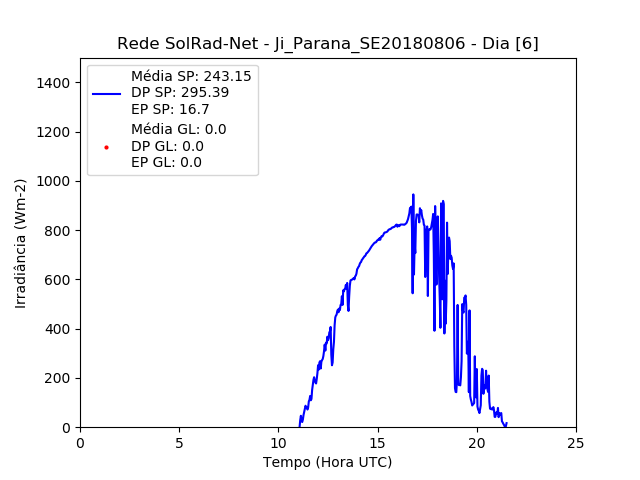 Rede SolRad-Net - Ji_Parana_SE20180806 - Dia [6]
Média SP: 243.15
DP SP: 295.39
EP SP: 16.7
Média GL: 0.0
DP GL: 0.0
EP GL: 0.0
1400
1200
1000
800
600
400
200
0
Irradiância (Wm-2)
0 5 10 15 20 25
Tempo (Hora UTC)